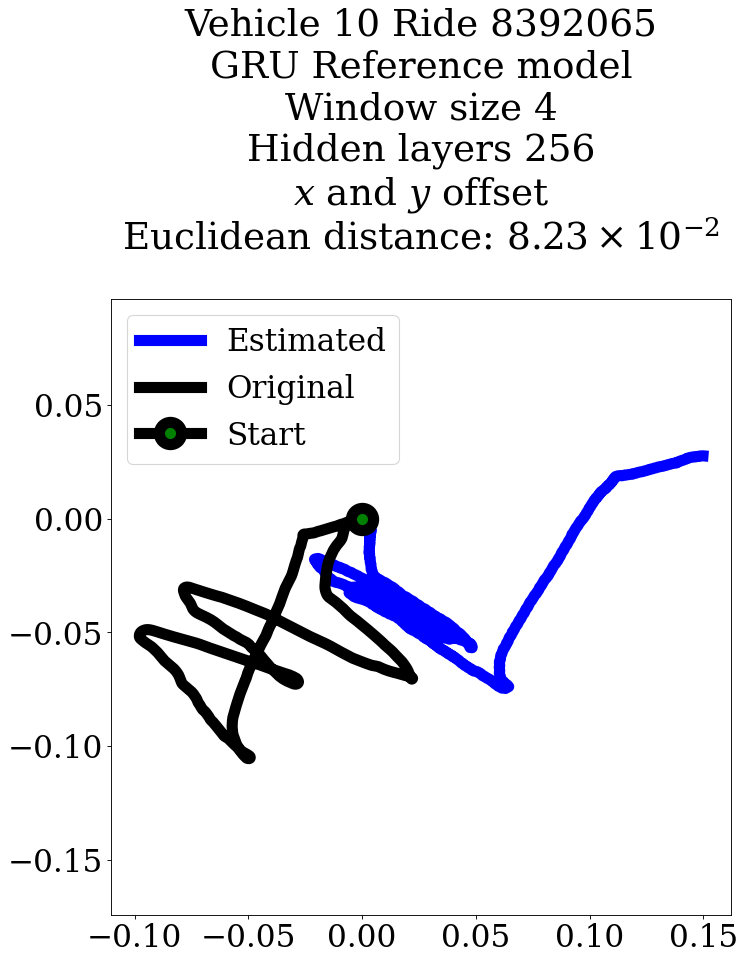 Vehicle 10 Ride 8392065
GRU Reference model
Window size 4
Hidden layers 256
x and y offset
Euclidean distance: 8.23 × 10⁻²
Estimated
Original
Start
0.05
0.00
−0.05
−0.10
−0.15
−0.10 −0.05 0.00 0.05 0.10 0.15